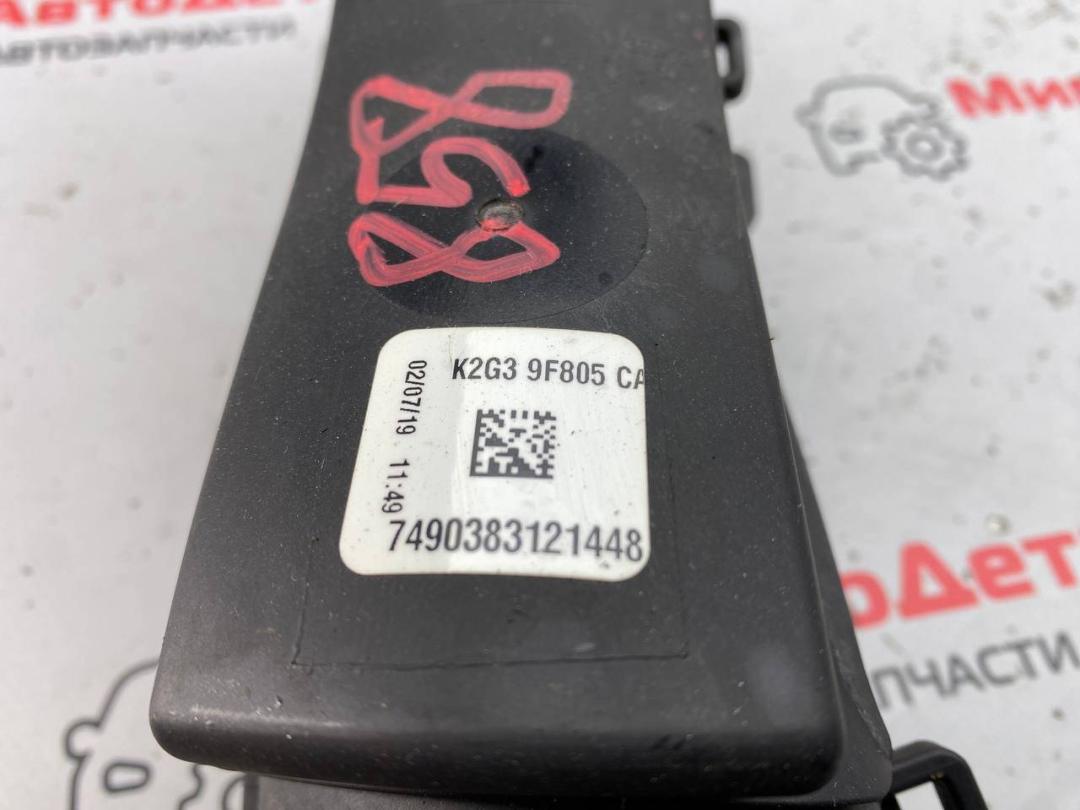 АвтоДет
АВТОЗАПЧАСТИ
Ми
858
K2G3 9F805 CA
02/07/19 11:49
7490383121448
оДет
ПЧАСТИ